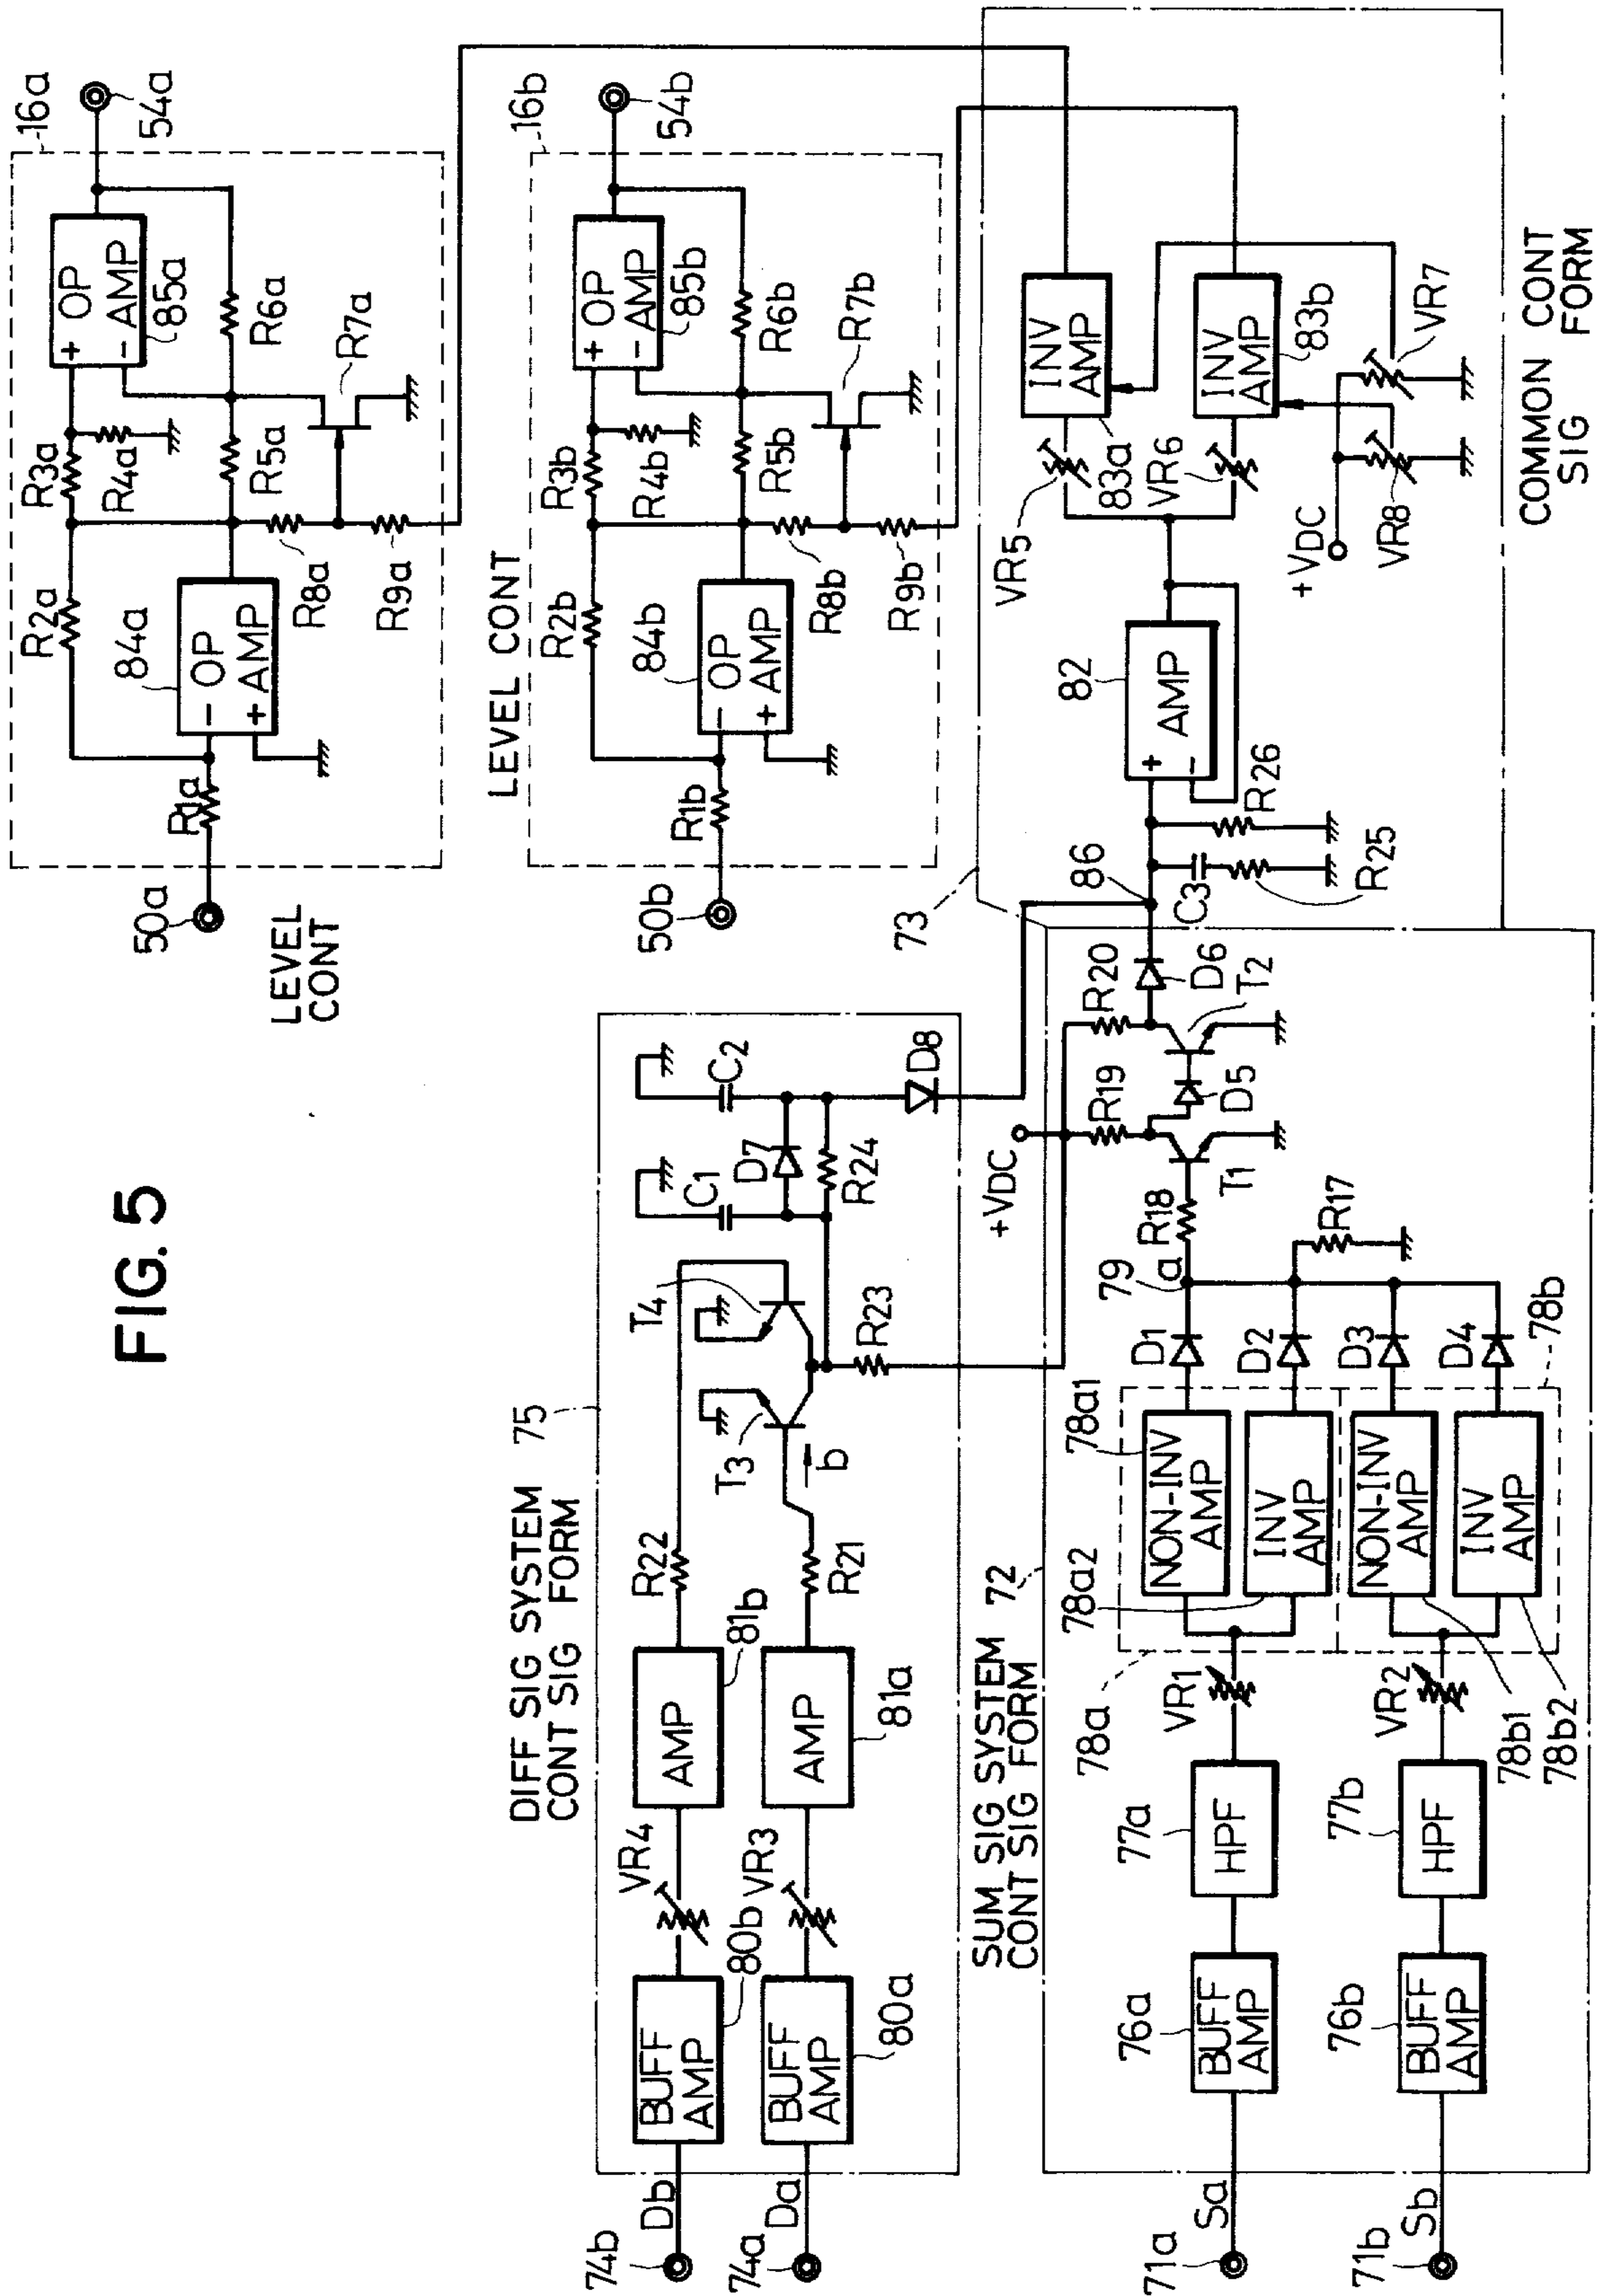 FIG. 5
16a
54a
OP
AMP
85a
+
−
R3a
R4a
R6a
R7a
R5a
R2a
84a
OP
AMP
−
+
R8a
R9a
R1a
50a
LEVEL
CONT
16b
54b
OP
AMP
85b
+
−
R3b
R4b
R6b
R7b
R5b
R2b
84b
OP
AMP
−
+
R8b
R9b
R1b
50b
LEVEL CONT
DIFF SIG SYSTEM
CONT SIG FORM
75
74b
Db
BUFF
AMP
80b
VR4
AMP
81b
R22
T4
74a
Da
BUFF
AMP
80a
VR3
AMP
81a
R21
T3
b
R23
C1
D7
R24
C2
D8
SUM SIG SYSTEM
CONT SIG FORM
72
71a
Sa
BUFF
AMP
76a
HPF
77a
VR1
78a
78a2
78a1
NON-INV
AMP
INV
AMP
D1
D2
71b
Sb
BUFF
AMP
76b
HPF
77b
VR2
78b1
78b2
NON-INV
AMP
INV
AMP
D3
D4
78b
79
a
R17
R18
T1
+VDC
R19
D5
R20
T2
D6
73
86
C3
R25
R26
82
AMP
+
−
VR5
INV
AMP
83a
VR6
INV
AMP
83b
+VDC
VR8
VR7
COMMON CONT
SIG FORM